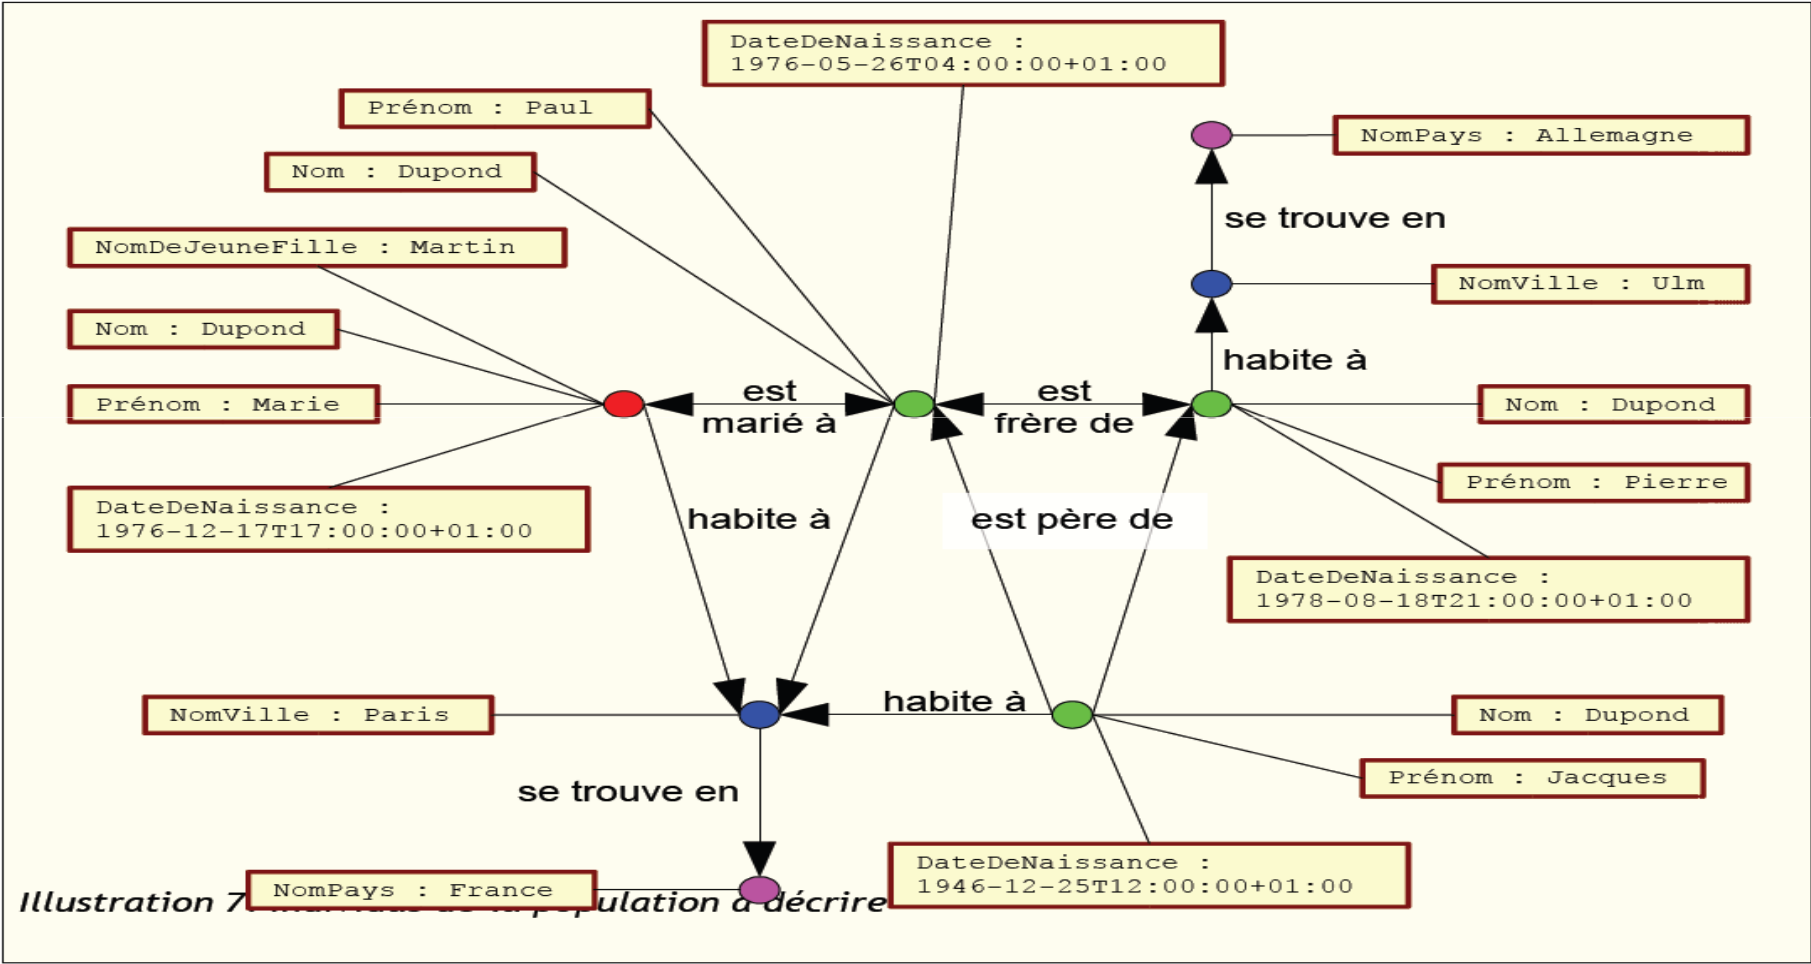 DateDeNaissance :
1976-05-26T04:00:00+01:00
Prénom : Paul
NomPays : Allemagne
Nom : Dupond
se trouve en
NomDeJeuneFille : Martin
NomVille : Ulm
Nom : Dupond
habite à
Prénom : Marie
est
marié à
est
frère de
Nom : Dupond
Prénom : Pierre
DateDeNaissance :
1976-12-17T17:00:00+01:00
habite à
est père de
DateDeNaissance :
1978-08-18T21:00:00+01:00
NomVille : Paris
habite à
Nom : Dupond
Prénom : Jacques
se trouve en
DateDeNaissance :
1946-12-25T12:00:00+01:00
NomPays : France
Illustration 7 population à décrire